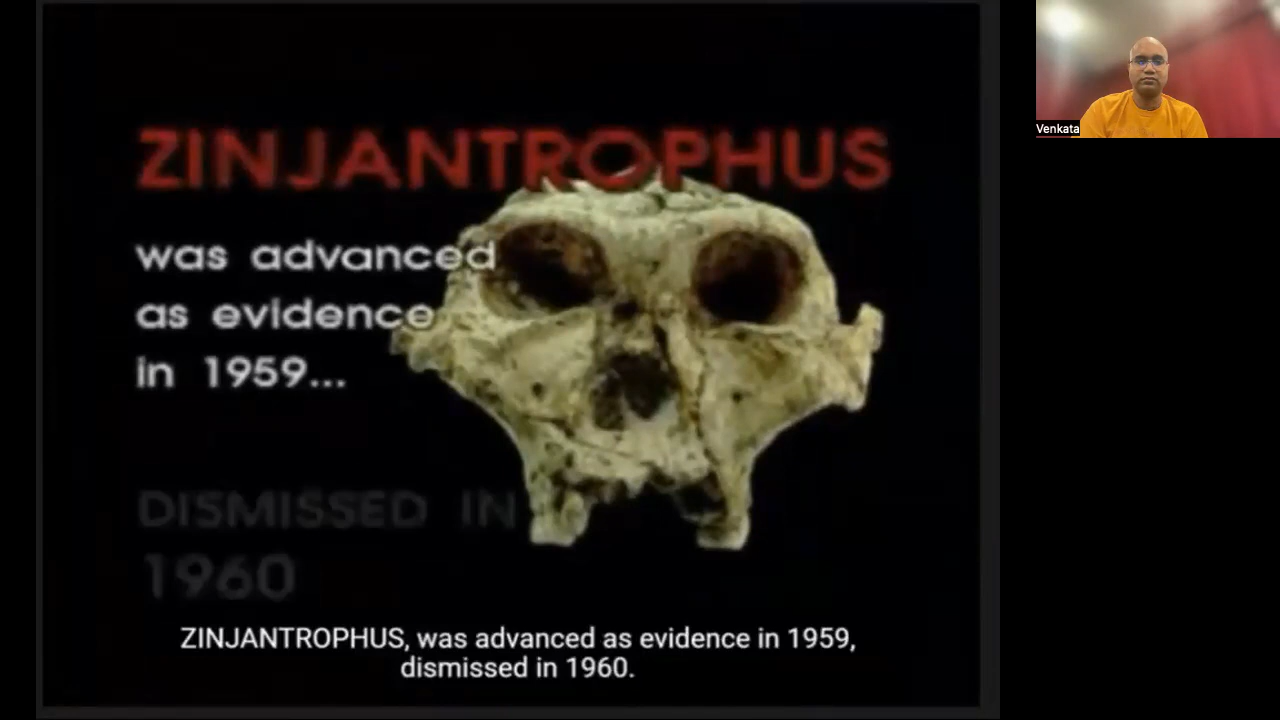 ZINJANTROPHUS
was advanced
as evidence
in 1959...
DISMISSED IN
1960
ZINJANTROPHUS, was advanced as evidence in 1959,
dismissed in 1960.
Venkata